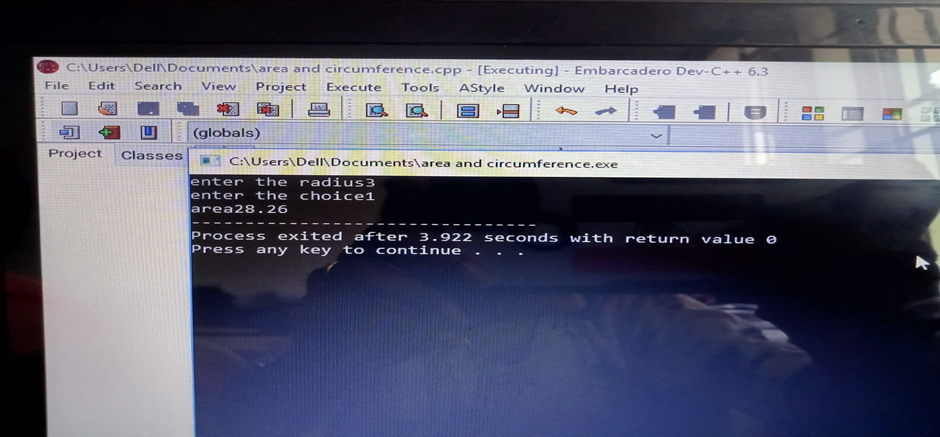 C:\Users\Dell\Documents\area and circumference.cpp - [Executing] - Embarcadero Dev-C++ 6.3
File Edit Search View Project Execute Tools AStyle Window Help
(globals)
Project Classes
C:\Users\Dell\Documents\area and circumference.exe
enter the radius3
enter the choice1
area28.26
--------------------------------
Process exited after 3.922 seconds with return value 0
Press any key to continue . . .